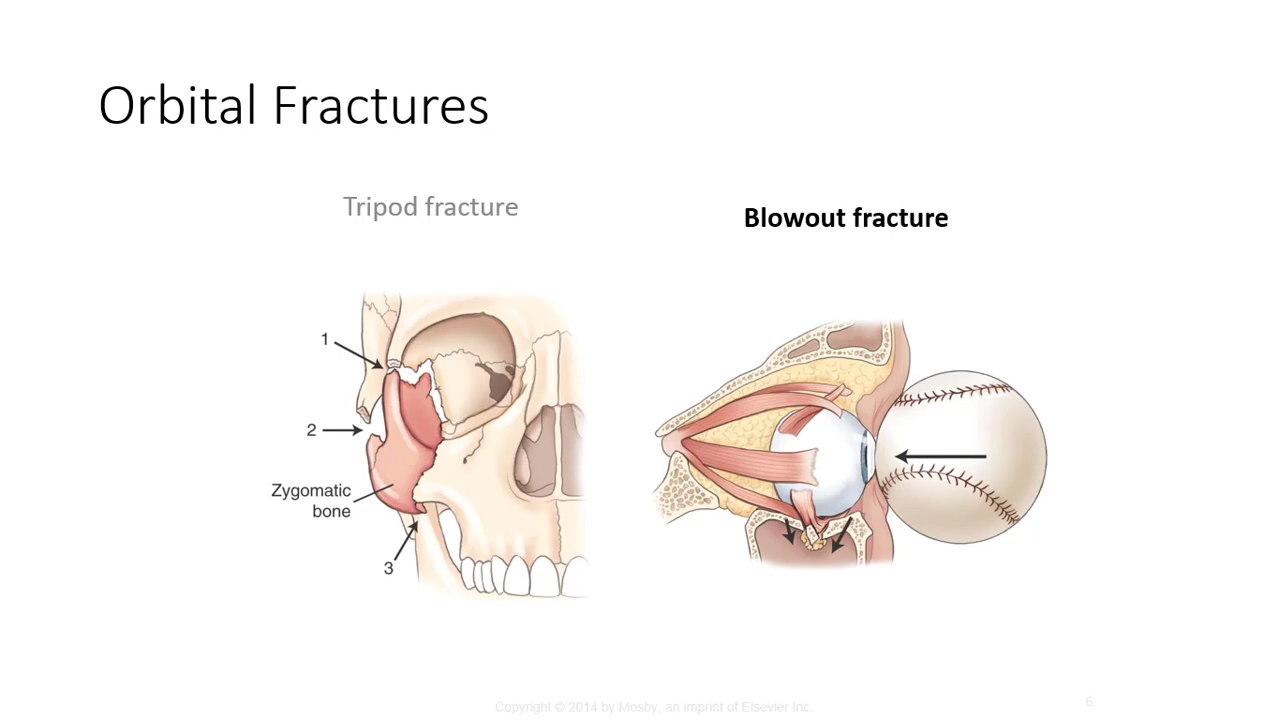 Orbital Fractures
Tripod fracture
Blowout fracture
1
2
Zygomatic
bone
3
Copyright © 2014 by Mosby, an imprint of Elsevier Inc.
6